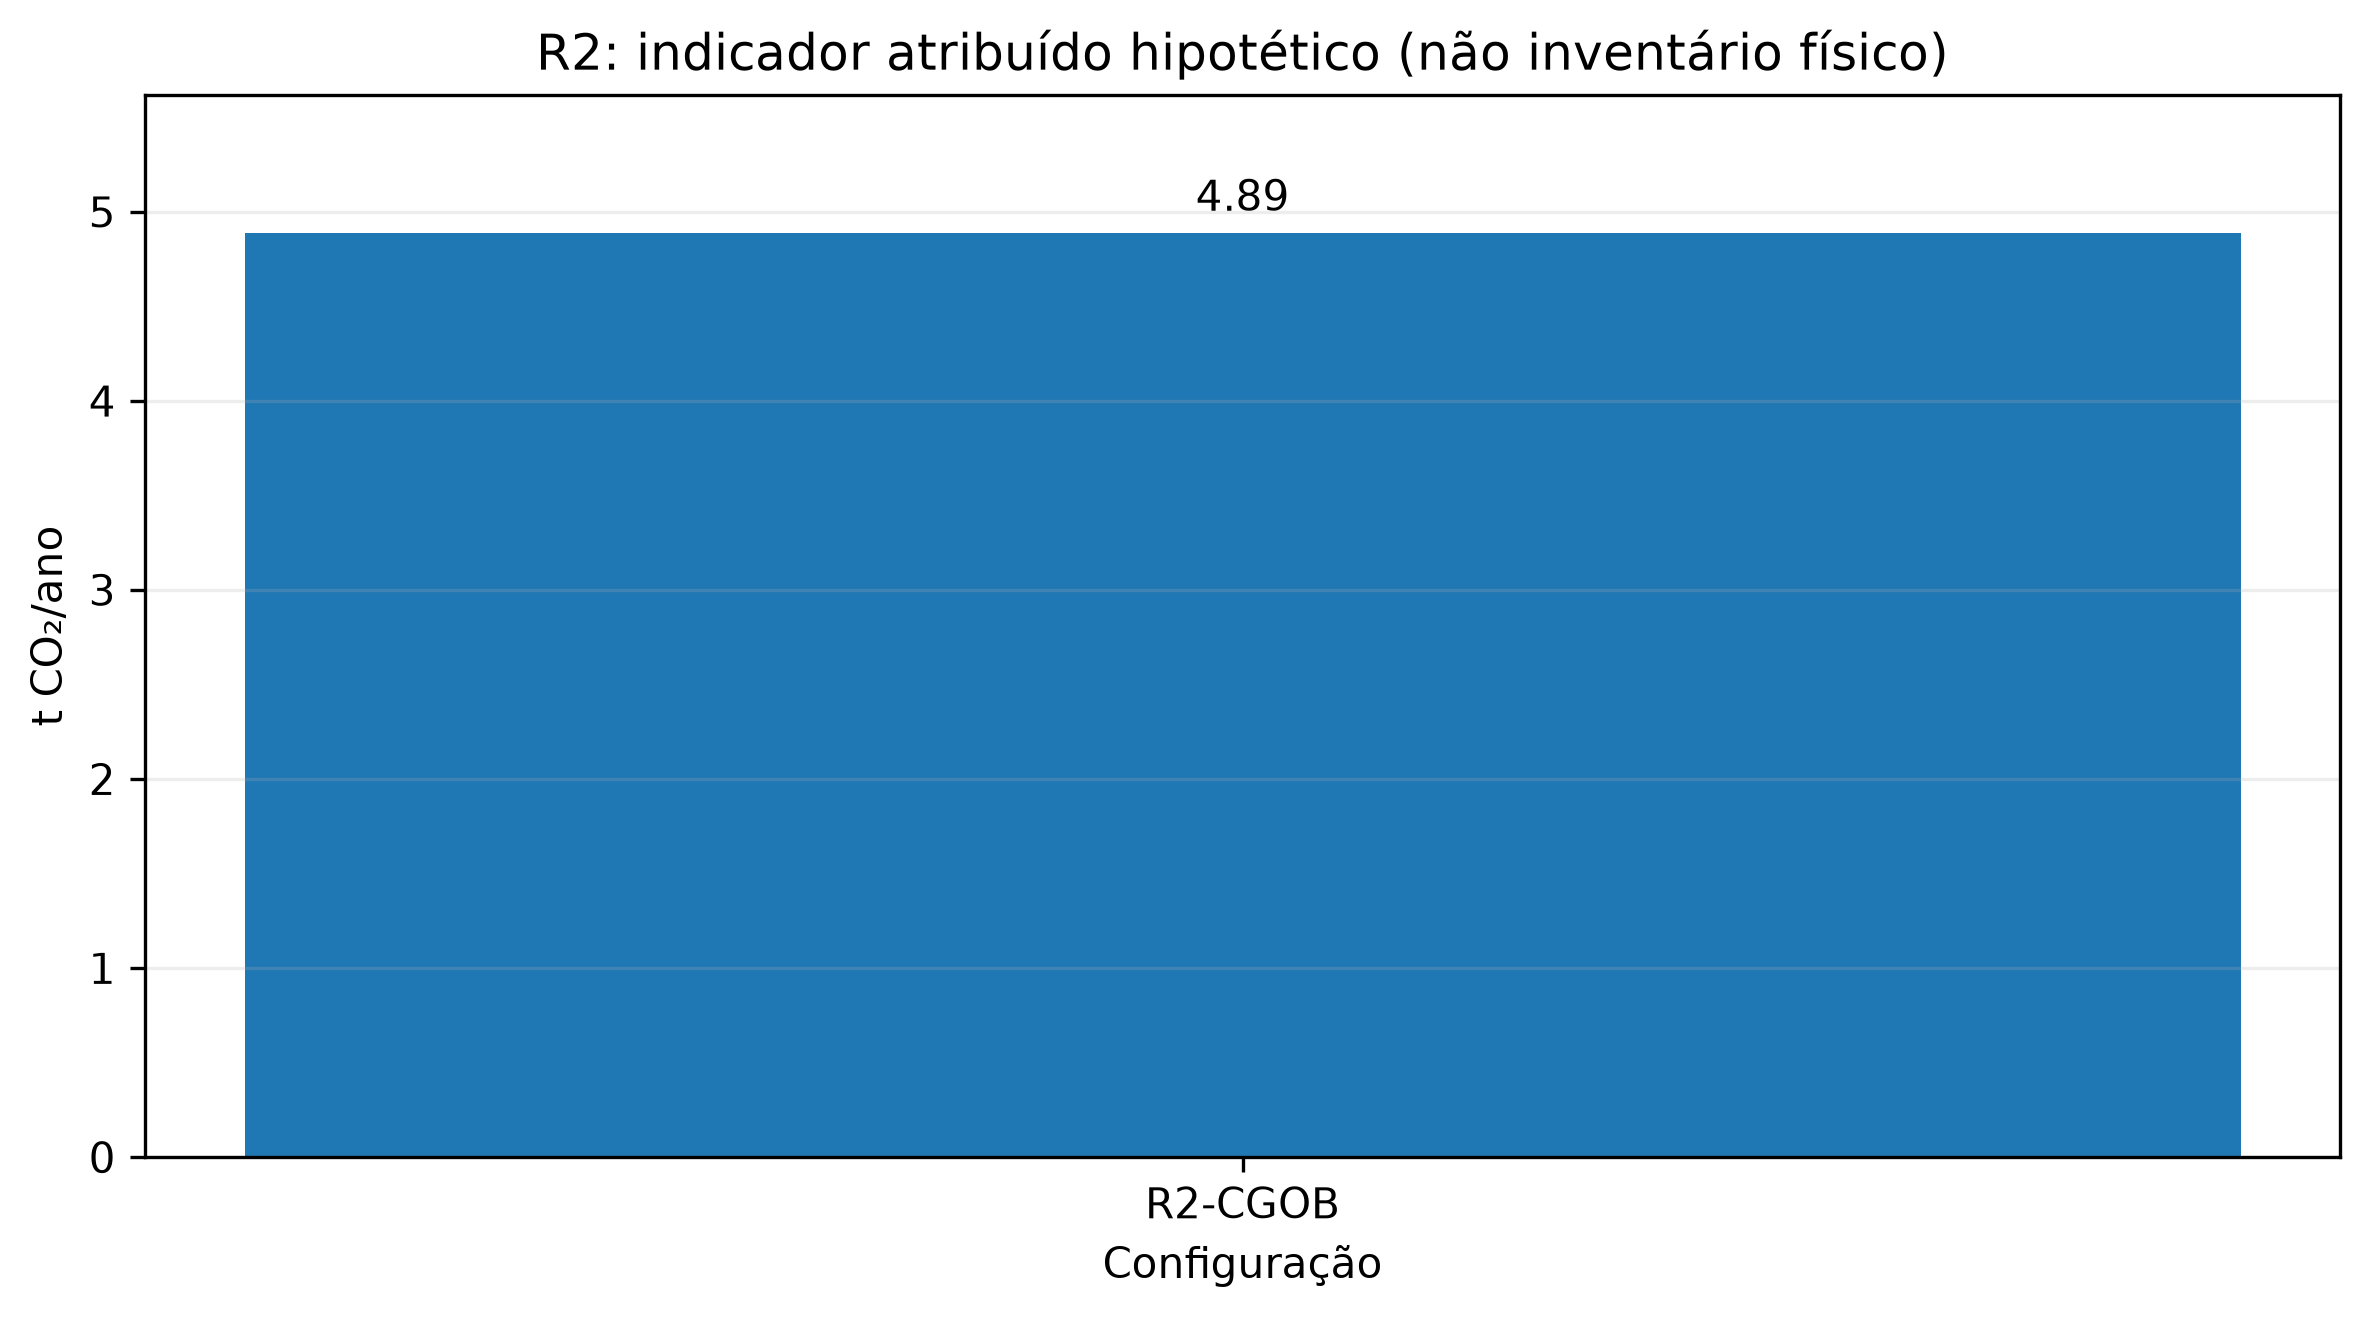 R2: indicador atribuído hipotético (não inventário físico)
4.89
5
4
3
2
1
0
t CO₂/ano
R2-CGOB
Configuração